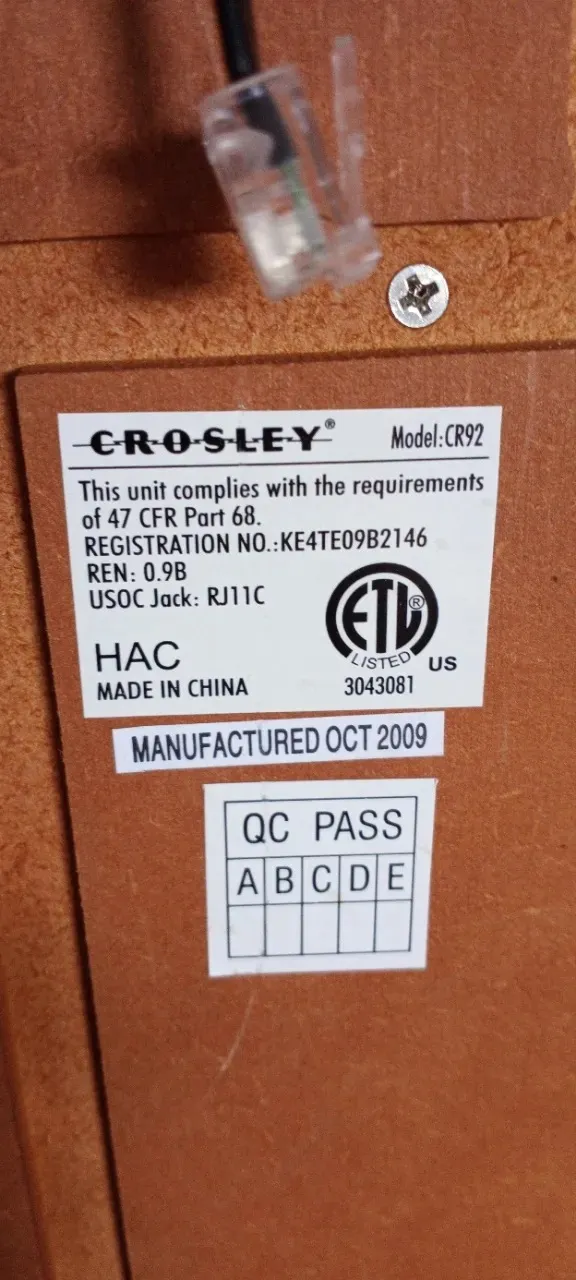 CROSLEY® Model:CR92
This unit complies with the requirements
of 47 CFR Part 68.
REGISTRATION NO.:KE4TE09B2146
REN: 0.9B
USOC Jack: RJ11C
ETL®
LISTED US
HAC
MADE IN CHINA 3043081
MANUFACTURED OCT 2009
QC PASS
A B C D E